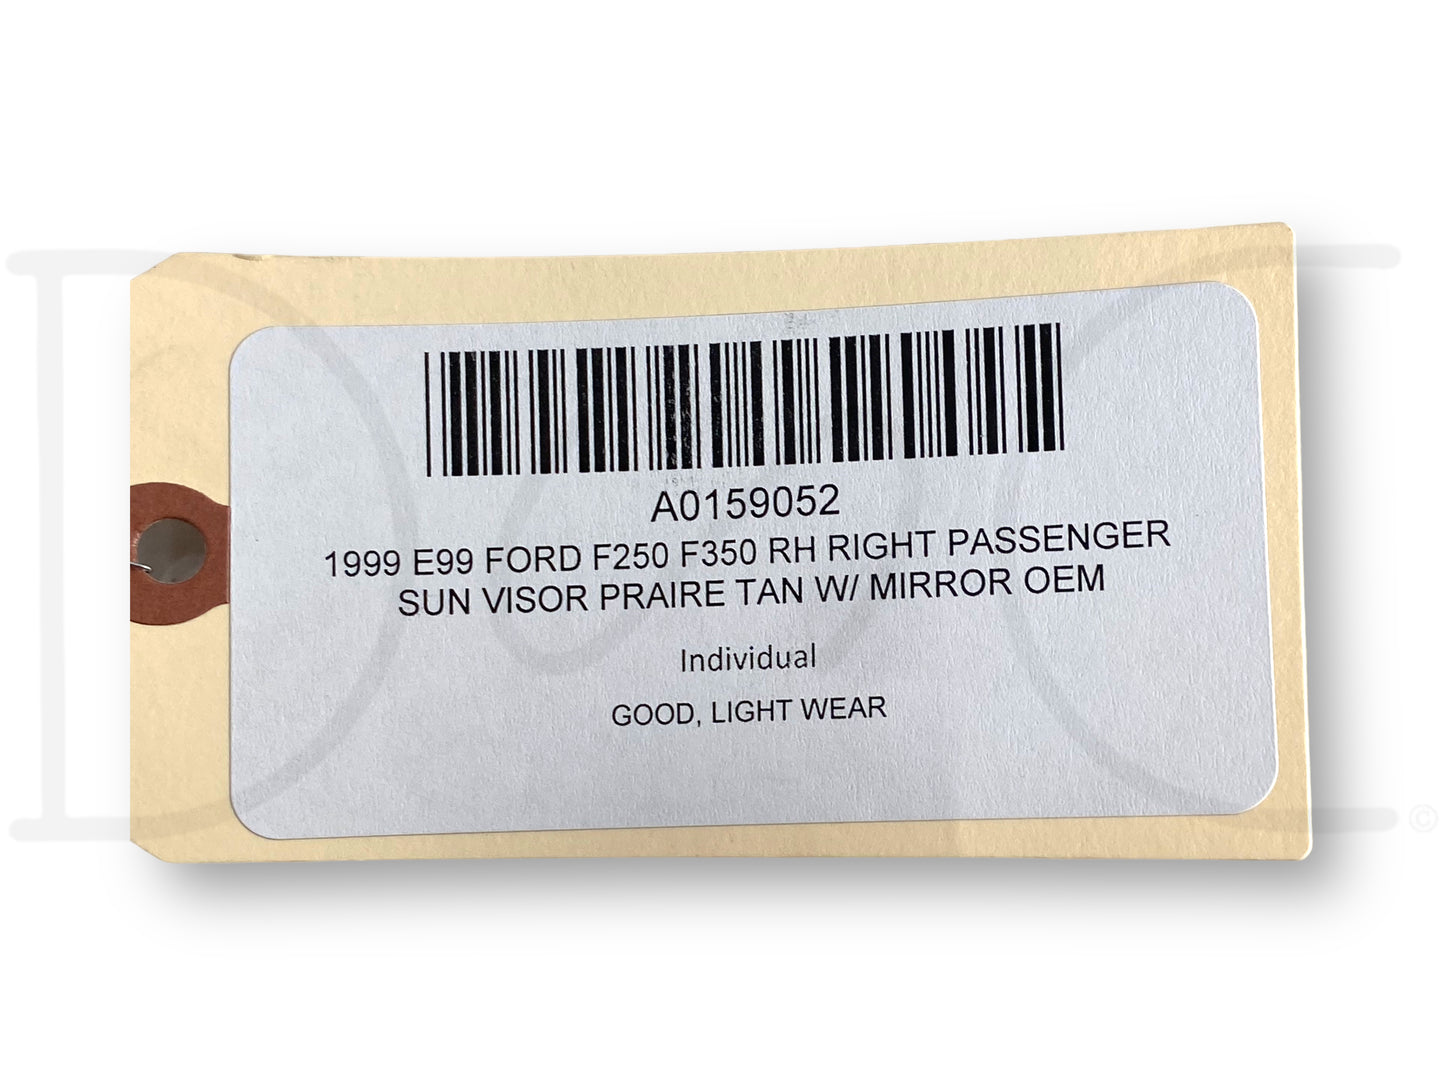 A0159052
1999 E99 FORD F250 F350 RH RIGHT PASSENGER
SUN VISOR PRAIRE TAN W/ MIRROR OEM
Individual
GOOD, LIGHT WEAR
©